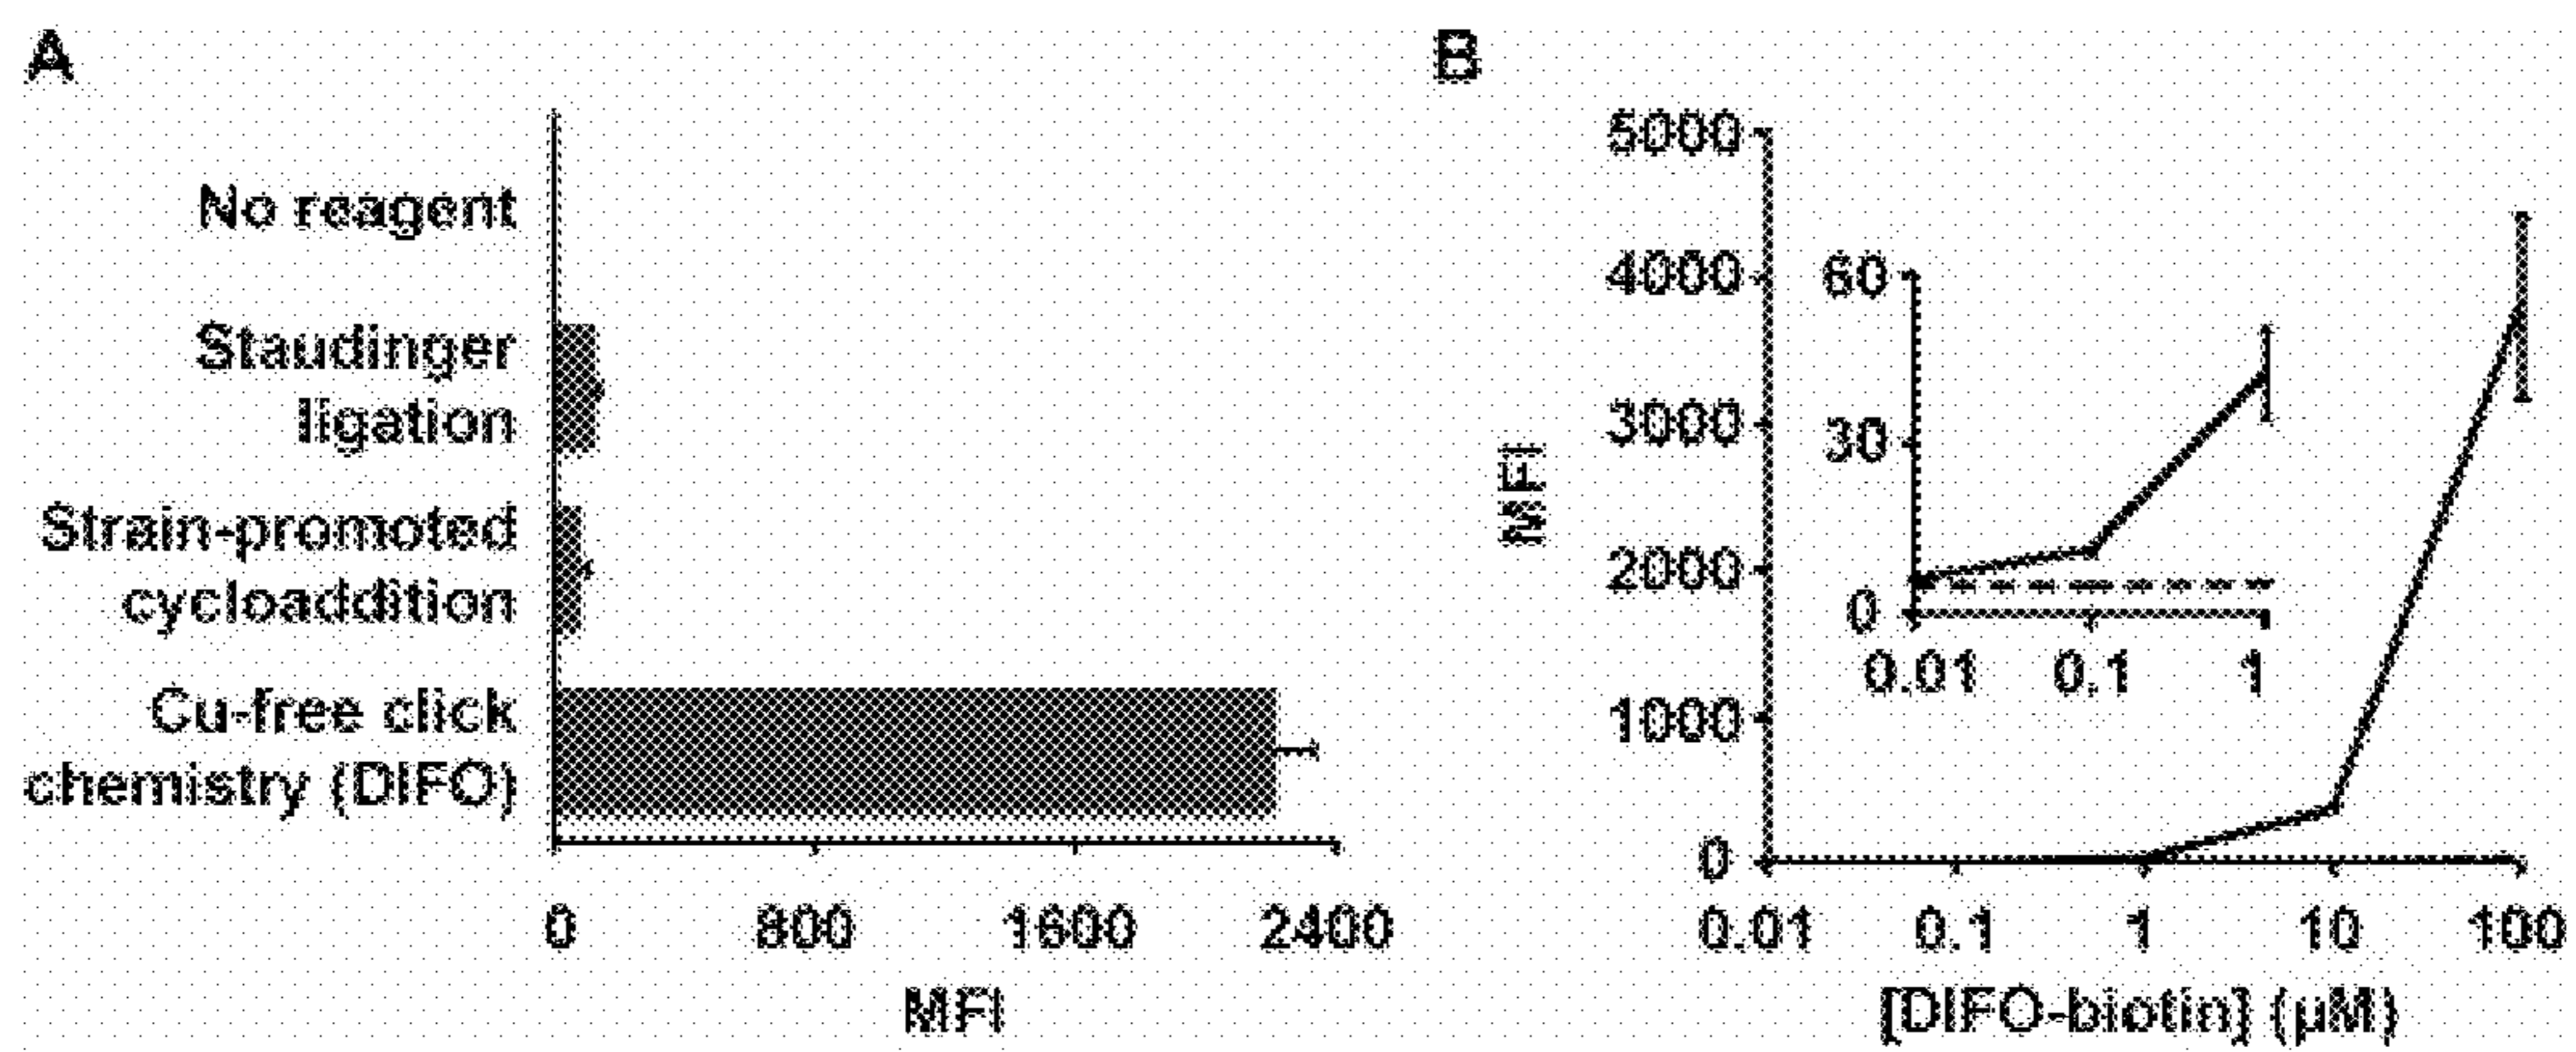 A
No reagent
Staudinger
ligation
Strain-promoted
cycloaddition
Cu-free click
chemistry (DIFO)
0 800 1600 2400
MFI
B
5000
4000
3000
2000
1000
0
MFI
60
30
0
0.01 0.1 1
0.01 0.1 1 10 100
[DIFO-biotin] (µM)